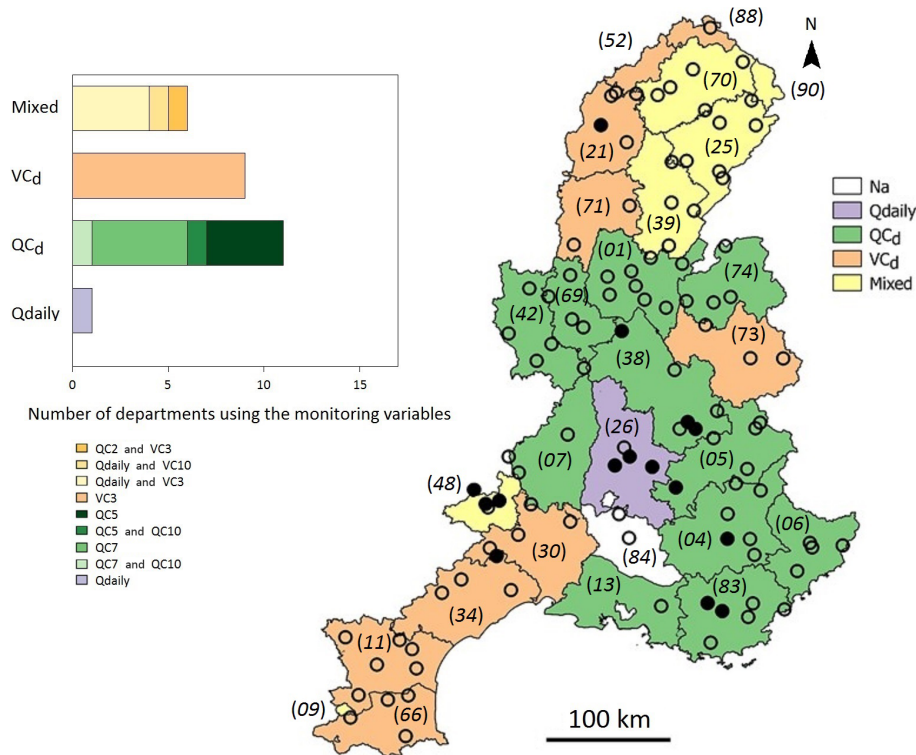 Mixed
VCd
QCd
Qdaily
0 5 10 15
Number of departments using the monitoring variables
QC2 and VC3
Qdaily and VC10
Qdaily and VC3
VC3
QC5
QC5 and QC10
QC7
QC7 and QC10
Qdaily
(88)
N
(52)
(70)
(90)
(21)
(25)
(71)
(39)
(01)
(74)
(69)
(42)
(73)
(38)
(26)
(07)
(05)
(48)
(06)
(30)
(04)
(84)
(13)
(83)
(34)
(11)
(09)
(66)
100 km
Na
Qdaily
QCd
VCd
Mixed